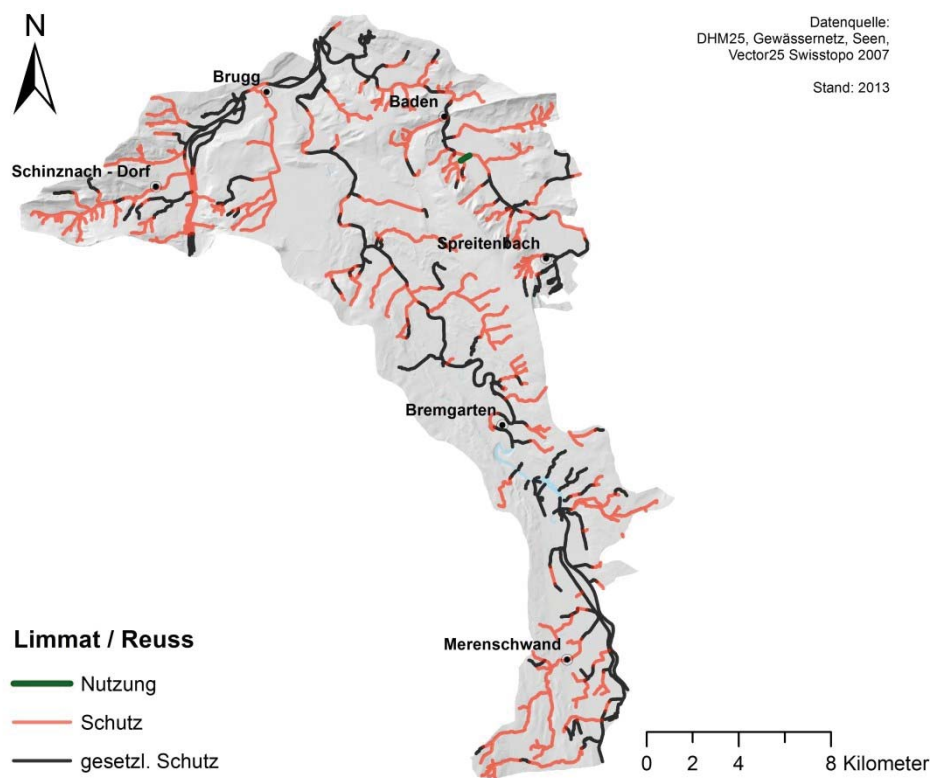 N
Datenquelle:
DHM25, Gewässernetz, Seen,
Vector25 Swisstopo 2007
Stand: 2013
Brugg
Baden
Schinznach - Dorf
Spreitenbach
Bremgarten
Merenschwand
Limmat / Reuss
Nutzung
Schutz
gesetzl. Schutz
0 2 4 8 Kilometer